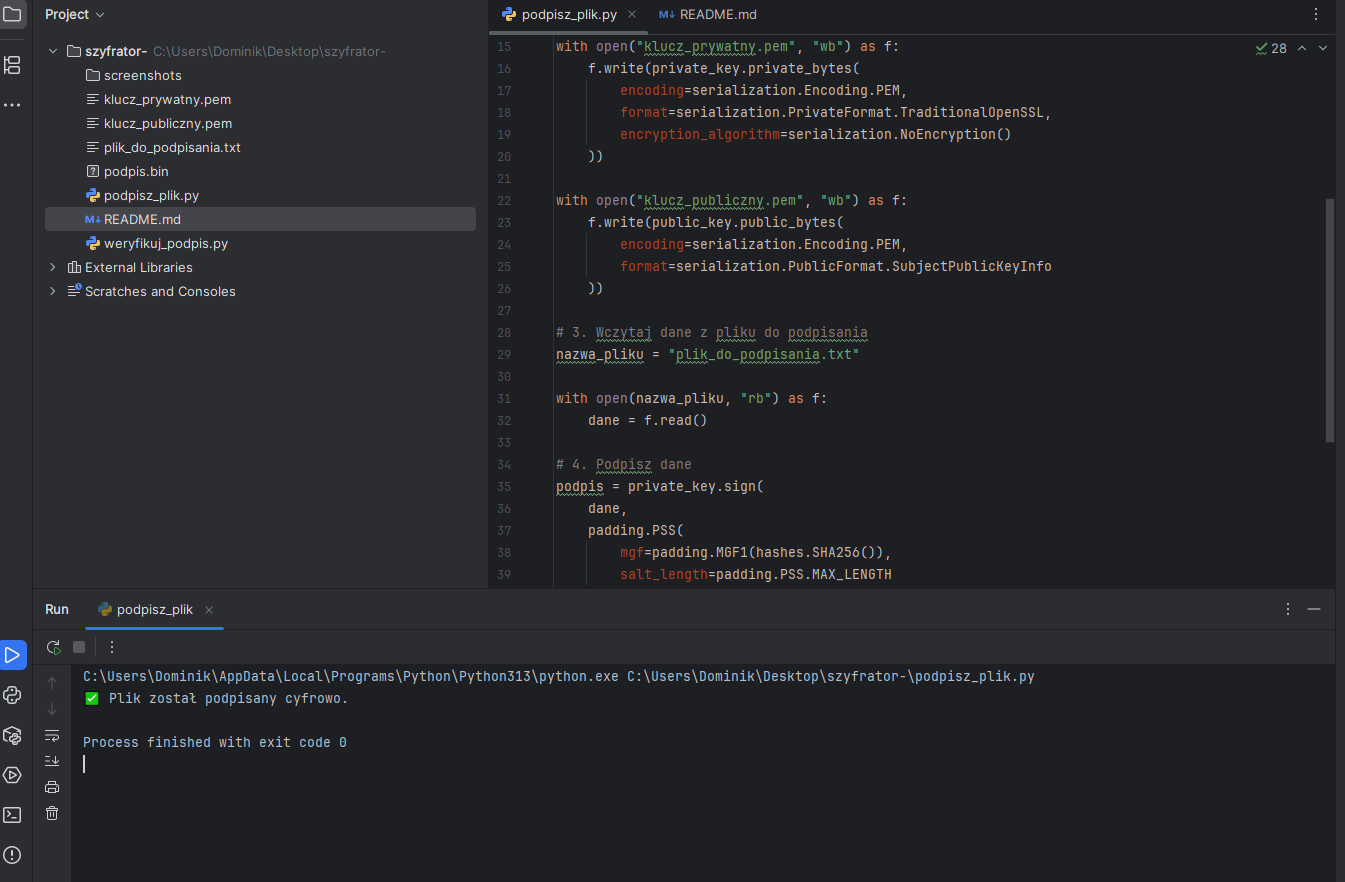 Project
szyfrator- C:\Users\Dominik\Desktop\szyfrator-
screenshots
klucz_prywatny.pem
klucz_publiczny.pem
plik_do_podpisania.txt
podpis.bin
podpisz_plik.py
README.md
weryfikuj_podpis.py
External Libraries
Scratches and Consoles
podpisz_plik.py README.md
28
15 with open("klucz_prywatny.pem", "wb") as f:
16     f.write(private_key.private_bytes(
17         encoding=serialization.Encoding.PEM,
18         format=serialization.PrivateFormat.TraditionalOpenSSL,
19         encryption_algorithm=serialization.NoEncryption()
20     ))
21
22 with open("klucz_publiczny.pem", "wb") as f:
23     f.write(public_key.public_bytes(
24         encoding=serialization.Encoding.PEM,
25         format=serialization.PublicFormat.SubjectPublicKeyInfo
26     ))
27
28 # 3. Wczytaj dane z pliku do podpisania
29 nazwa_pliku = "plik_do_podpisania.txt"
30
31 with open(nazwa_pliku, "rb") as f:
32     dane = f.read()
33
34 # 4. Podpisz dane
35 podpis = private_key.sign(
36     dane,
37     padding.PSS(
38         mgf=padding.MGF1(hashes.SHA256()),
39         salt_length=padding.PSS.MAX_LENGTH
Run podpisz_plik
C:\Users\Dominik\AppData\Local\Programs\Python\Python313\python.exe C:\Users\Dominik\Desktop\szyfrator-\podpisz_plik.py
✅ Plik został podpisany cyfrowo.
Process finished with exit code 0